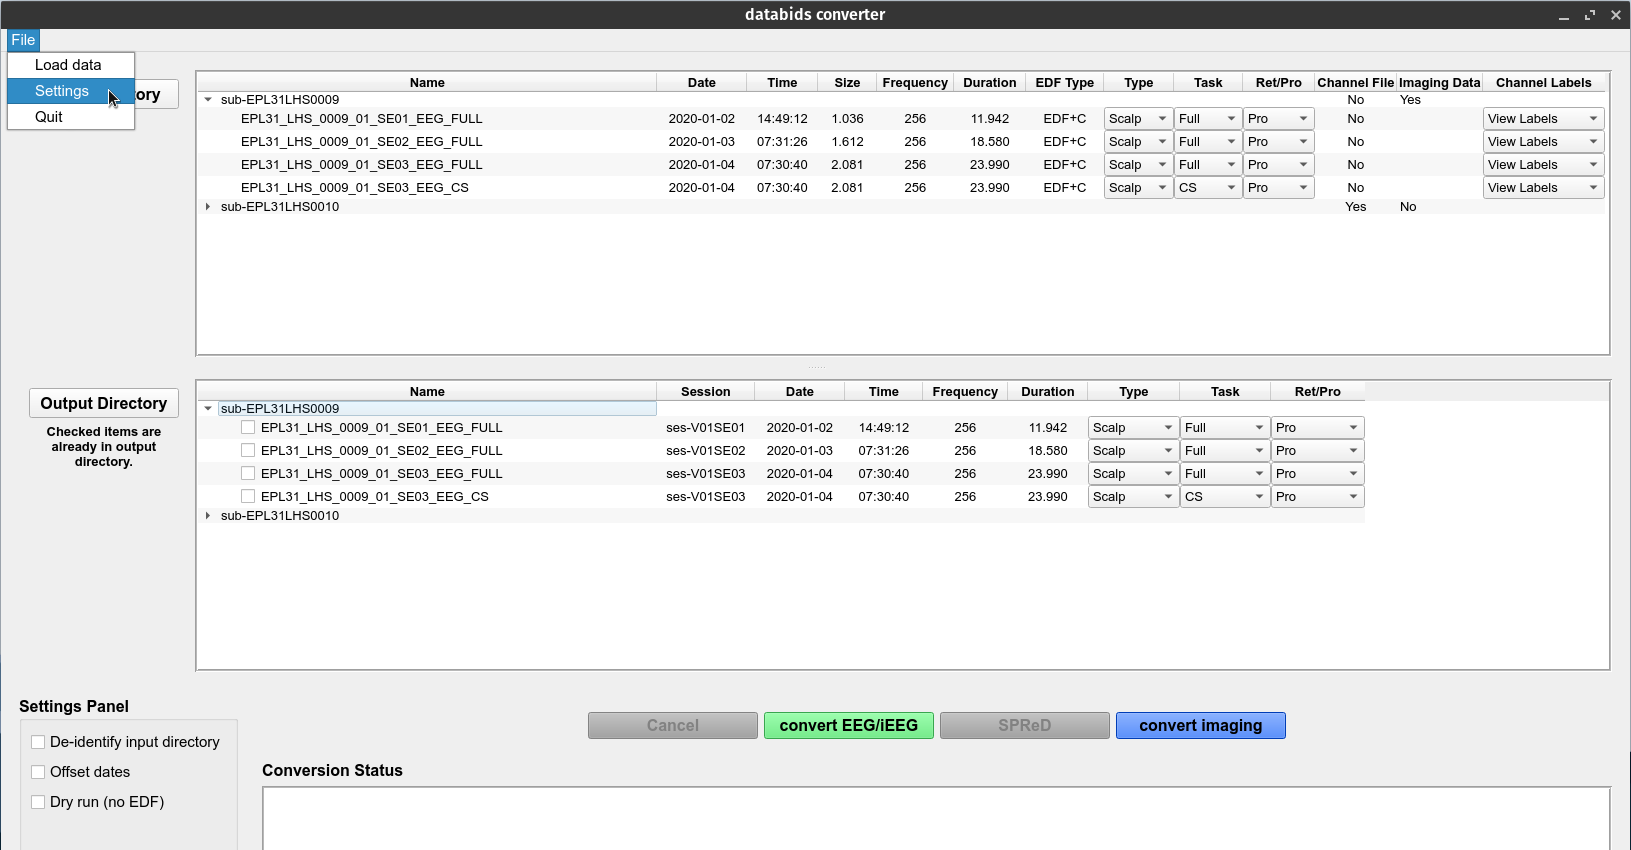 databids converter
File
Load data
Settings
Quit
ory
Name Date Time Size Frequency Duration EDF Type Type Task Ret/Pro Channel File Imaging Data Channel Labels
sub-EPL31LHS0009 No Yes
EPL31_LHS_0009_01_SE01_EEG_FULL 2020-01-02 14:49:12 1.036 256 11.942 EDF+C Scalp Full Pro No View Labels
EPL31_LHS_0009_01_SE02_EEG_FULL 2020-01-03 07:31:26 1.612 256 18.580 EDF+C Scalp Full Pro No View Labels
EPL31_LHS_0009_01_SE03_EEG_FULL 2020-01-04 07:30:40 2.081 256 23.990 EDF+C Scalp Full Pro No View Labels
EPL31_LHS_0009_01_SE03_EEG_CS 2020-01-04 07:30:40 2.081 256 23.990 EDF+C Scalp CS Pro No View Labels
sub-EPL31LHS0010 Yes No
Output Directory
Checked items are
already in output
directory.
Name Session Date Time Frequency Duration Type Task Ret/Pro
sub-EPL31LHS0009
EPL31_LHS_0009_01_SE01_EEG_FULL ses-V01SE01 2020-01-02 14:49:12 256 11.942 Scalp Full Pro
EPL31_LHS_0009_01_SE02_EEG_FULL ses-V01SE02 2020-01-03 07:31:26 256 18.580 Scalp Full Pro
EPL31_LHS_0009_01_SE03_EEG_FULL ses-V01SE03 2020-01-04 07:30:40 256 23.990 Scalp Full Pro
EPL31_LHS_0009_01_SE03_EEG_CS ses-V01SE03 2020-01-04 07:30:40 256 23.990 Scalp CS Pro
sub-EPL31LHS0010
Settings Panel
De-identify input directory
Offset dates
Dry run (no EDF)
Cancel convert EEG/iEEG SPReD convert imaging
Conversion Status